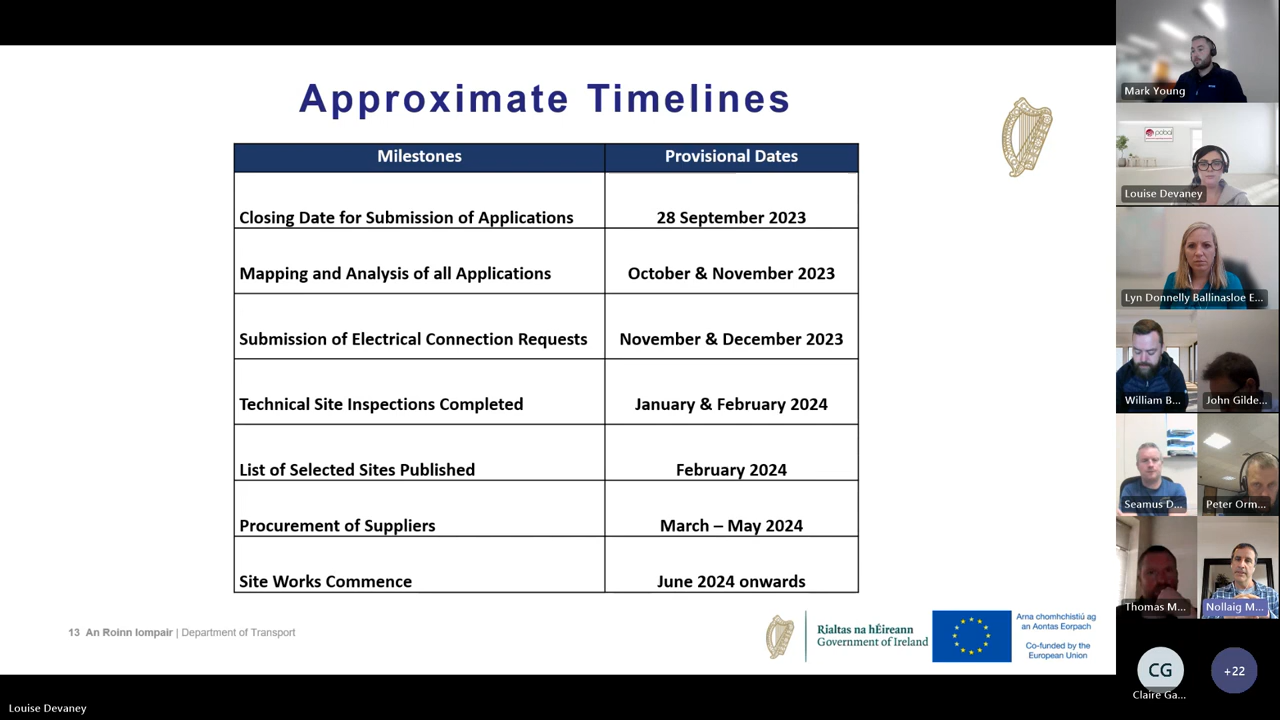 Approximate Timelines
Milestones Provisional Dates
Closing Date for Submission of Applications 28 September 2023
Mapping and Analysis of all Applications October & November 2023
Submission of Electrical Connection Requests November & December 2023
Technical Site Inspections Completed January & February 2024
List of Selected Sites Published February 2024
Procurement of Suppliers March – May 2024
Site Works Commence June 2024 onwards
13 An Roinn Iompair | Department of Transport
Rialtas na hÉireann
Government of Ireland
Arna chomhchistiú ag
an Aontas Eorpach
Co-funded by the
European Union
Mark Young
pobal
Louise Devaney
Lyn Donnelly Ballinasloe E...
William B...
John Gilde...
Seamus D...
Peter Orm...
Thomas M...
Nollaig M...
CG
+22
Claire Ga...
Louise Devaney